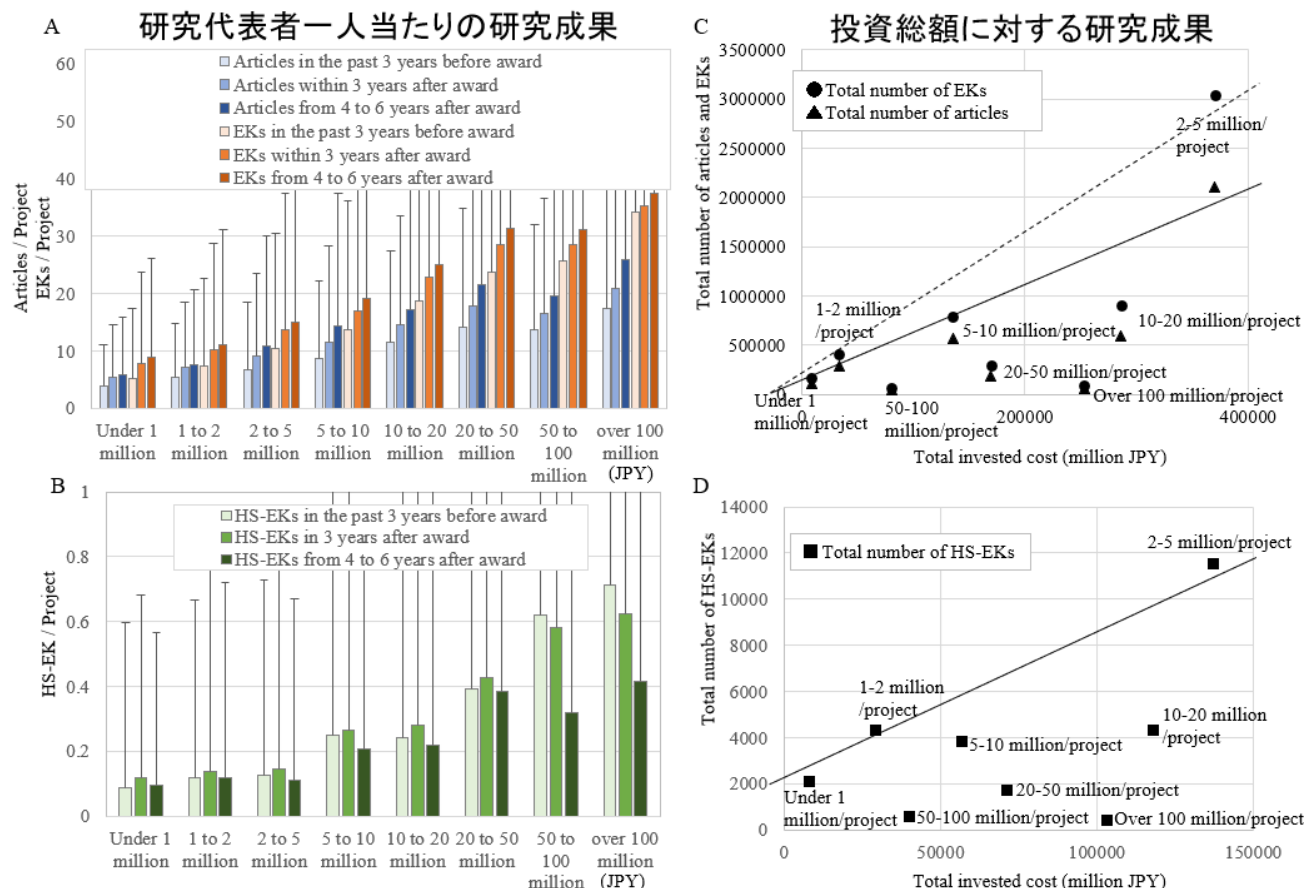 A
研究代表者一人当たりの研究成果
60
50
40
30
20
10
0
Articles / Project
EKs / Project
Articles in the past 3 years before award
Articles within 3 years after award
Articles from 4 to 6 years after award
EKs in the past 3 years before award
EKs within 3 years after award
EKs from 4 to 6 years after award
Under 1
million
1 to 2
million
2 to 5
million
5 to 10
million
10 to 20
million
20 to 50
million
50 to
100
million
over 100
million
(JPY)
B
1
0.8
0.6
0.4
0.2
0
HS-EK / Project
HS-EKs in the past 3 years before award
HS-EKs in 3 years after award
HS-EKs from 4 to 6 years after award
Under 1
million
1 to 2
million
2 to 5
million
5 to 10
million
10 to 20
million
20 to 50
million
50 to
100
million
over 100
million
(JPY)
C
投資総額に対する研究成果
3500000
3000000
2500000
2000000
1500000
1000000
500000
0
Total number of articles and EKs
Total number of EKs
Total number of articles
2-5 million/
project
1-2 million
/project
5-10 million/project
10-20 million/project
20-50 million/project
Under 1
million/project
50-100
million/project
Over 100 million/project
0
200000
400000
Total invested cost (million JPY)
D
14000
12000
10000
8000
6000
4000
2000
0
Total number of HS-EKs
Total number of HS-EKs
2-5 million/project
1-2 million
/project
10-20 million
/project
5-10 million/project
20-50 million/project
Under 1
million/project
50-100 million/project
Over 100 million/project
0
50000
100000
150000
Total invested cost (million JPY)